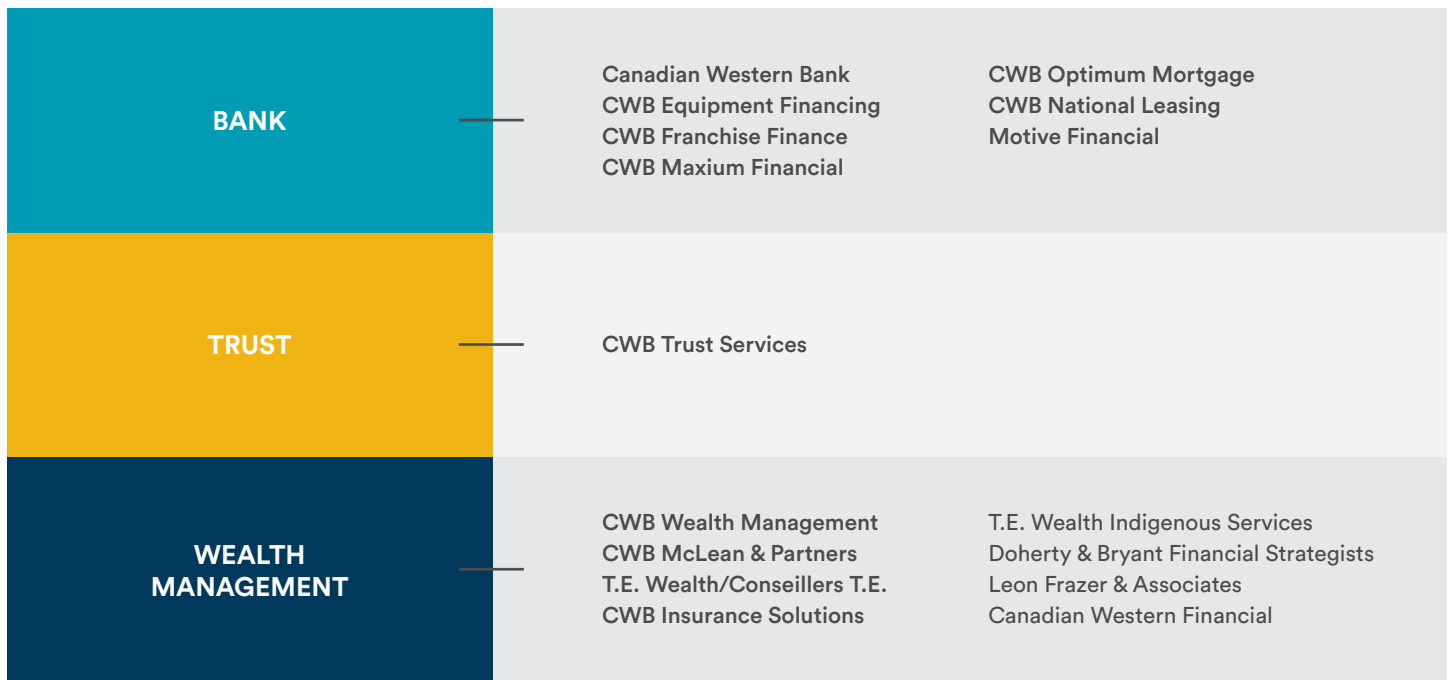 BANK
Canadian Western Bank
CWB Equipment Financing
CWB Franchise Finance
CWB Maxium Financial
CWB Optimum Mortgage
CWB National Leasing
Motive Financial
TRUST
CWB Trust Services
WEALTH
MANAGEMENT
CWB Wealth Management
CWB McLean & Partners
T.E. Wealth/Conseillers T.E.
CWB Insurance Solutions
T.E. Wealth Indigenous Services
Doherty & Bryant Financial Strategists
Leon Frazer & Associates
Canadian Western Financial